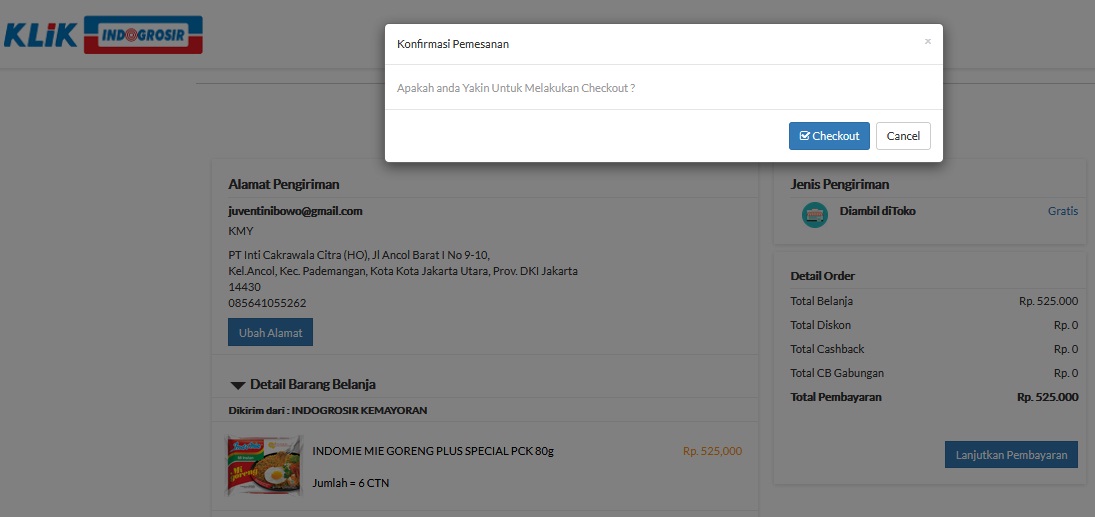 KLiK INDOGROSIR
Konfirmasi Pemesanan
×
Apakah anda Yakin Untuk Melakukan Checkout ?
Checkout
Cancel
Alamat Pengiriman
juventinibowo@gmail.com
KMY
PT Inti Cakrawala Citra (HO), Jl Ancol Barat I No 9-10,
Kel.Ancol, Kec. Pademangan, Kota Kota Jakarta Utara, Prov. DKI Jakarta
14430
085641055262
Ubah Alamat
Detail Barang Belanja
Dikirim dari : INDOGROSIR KEMAYORAN
Indomie
Mi goreng
INDOMIE MIE GORENG PLUS SPECIAL PCK 80g
Rp. 525,000
Jumlah = 6 CTN
Jenis Pengiriman
Diambil diToko
Gratis
Detail Order
Total Belanja Rp. 525.000
Total Diskon Rp. 0
Total Cashback Rp. 0
Total CB Gabungan Rp. 0
Total Pembayaran Rp. 525.000
Lanjutkan Pembayaran